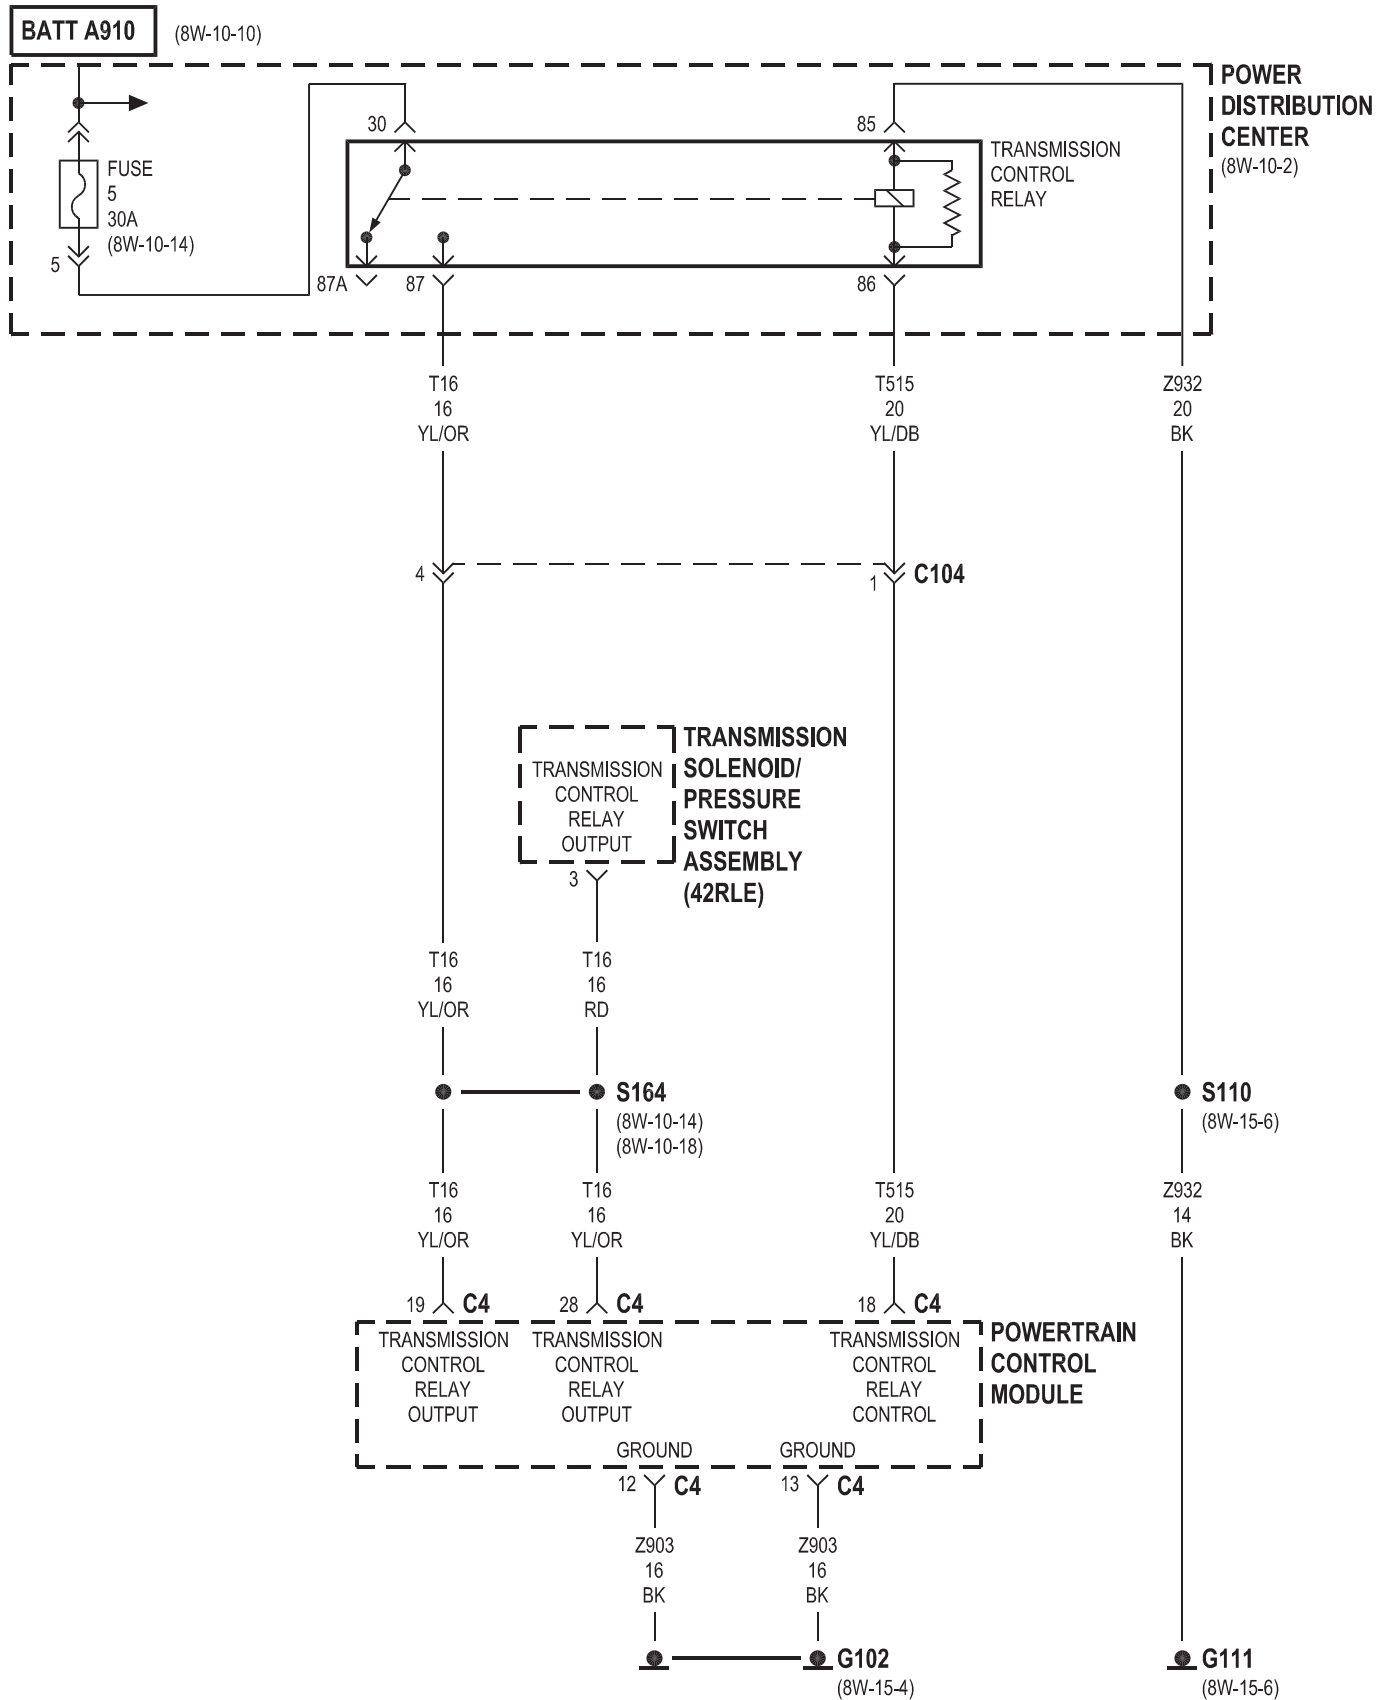 BATT A910
(8W-10-10)
POWER
DISTRIBUTION
CENTER
(8W-10-2)
30
85
TRANSMISSION
CONTROL
RELAY
FUSE
5
30A
(8W-10-14)
5
87A
87
86
T16
16
YL/OR
T515
20
YL/DB
Z932
20
BK
4
1
C104
TRANSMISSION
CONTROL
RELAY
OUTPUT
TRANSMISSION
SOLENOID/
PRESSURE
SWITCH
ASSEMBLY
(42RLE)
3
T16
16
YL/OR
T16
16
RD
S164
(8W-10-14)
(8W-10-18)
S110
(8W-15-6)
T16
16
YL/OR
T16
16
YL/OR
T515
20
YL/DB
Z932
14
BK
19
C4
28
C4
18
C4
TRANSMISSION
CONTROL
RELAY
OUTPUT
TRANSMISSION
CONTROL
RELAY
OUTPUT
TRANSMISSION
CONTROL
RELAY
CONTROL
POWERTRAIN
CONTROL
MODULE
GROUND
GROUND
12
C4
13
C4
Z903
16
BK
Z903
16
BK
G102
(8W-15-4)
G111
(8W-15-6)